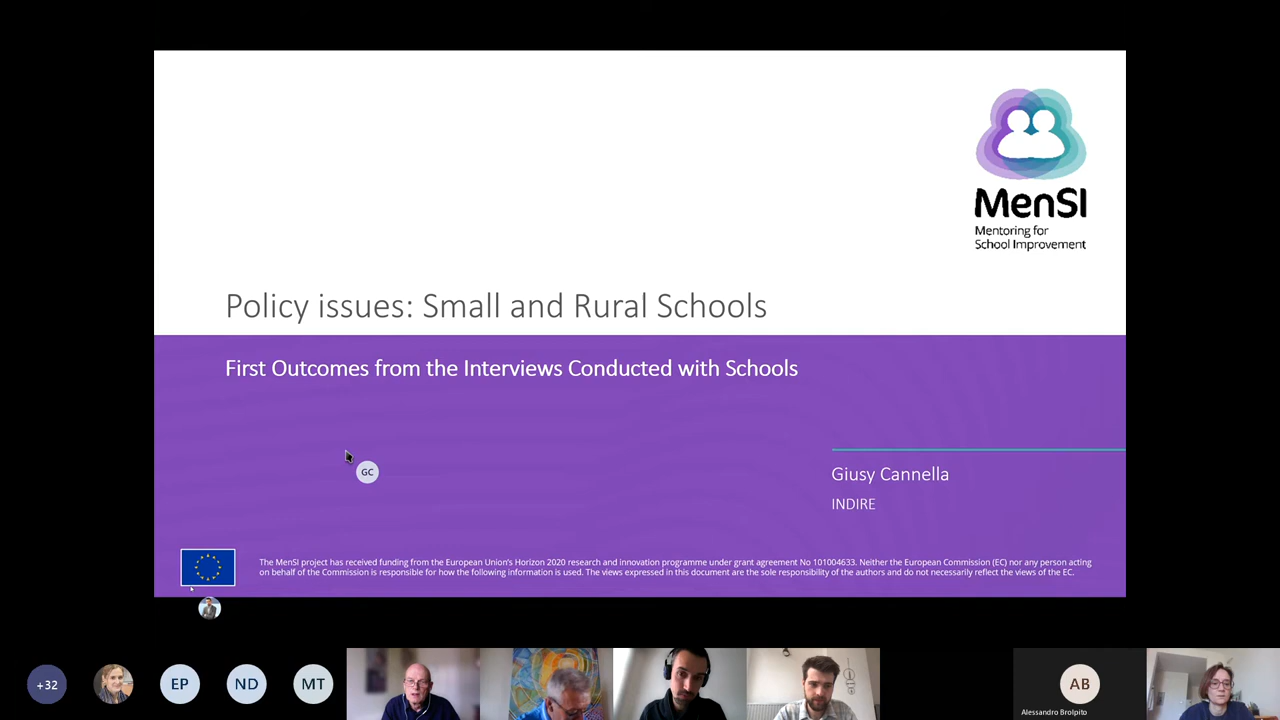 MenSI
Mentoring for
School Improvement
Policy issues: Small and Rural Schools
First Outcomes from the Interviews Conducted with Schools
GC
Giusy Cannella
INDIRE
The MenSI project has received funding from the European Union's Horizon 2020 research and innovation programme under grant agreement No 101004633. Neither the European Commission (EC) nor any person acting
on behalf of the Commission is responsible for how the following information is used. The views expressed in this document are the sole responsibility of the authors and do not necessarily reflect the views of the EC.
+32
EP
ND
MT
AB
Alessandro Brolpito